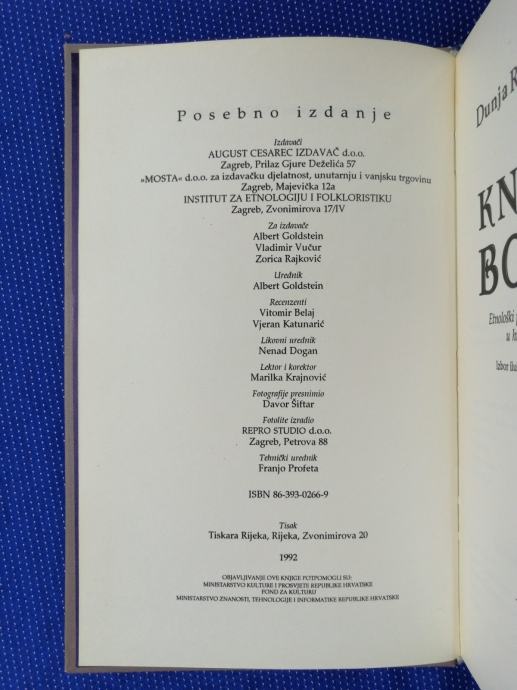 Posebno izdanje
Izdavači
AUGUST CESAREC IZDAVAČ d.o.o.
Zagreb, Prilaz Gjure Deželića 57
»MOSTA« d.o.o. za izdavačku djelatnost, unutarnju i vanjsku trgovinu
Zagreb, Majevička 12a
INSTITUT ZA ETNOLOGIJU I FOLKLORISTIKU
Zagreb, Zvonimirova 17/IV
Za izdavače
Albert Goldstein
Vladimir Vučur
Zorica Rajković
Urednik
Albert Goldstein
Recenzenti
Vitomir Belaj
Vjeran Katunarić
Likovni urednik
Nenad Dogan
Lektor i korektor
Marilka Krajnović
Fotografije presnimio
Davor Šiftar
Fotolite izradio
REPRO STUDIO d.o.o.
Zagreb, Petrova 88
Tehnički urednik
Franjo Profeta
ISBN 86-393-0266-9
Tisak
Tiskara Rijeka, Rijeka, Zvonimirova 20
1992
OBJAVLJIVANJE OVE KNJIGE POTPOMOGLI SU:
MINISTARSTVO KULTURE I PROSVJETE REPUBLIKE HRVATSKE
FOND ZA KULTURU
MINISTARSTVO ZNANOSTI, TEHNOLOGIJE I INFORMATIKE REPUBLIKE HRVATSKE
Dunja R
KN
BO
Etnološki
u
Izbor